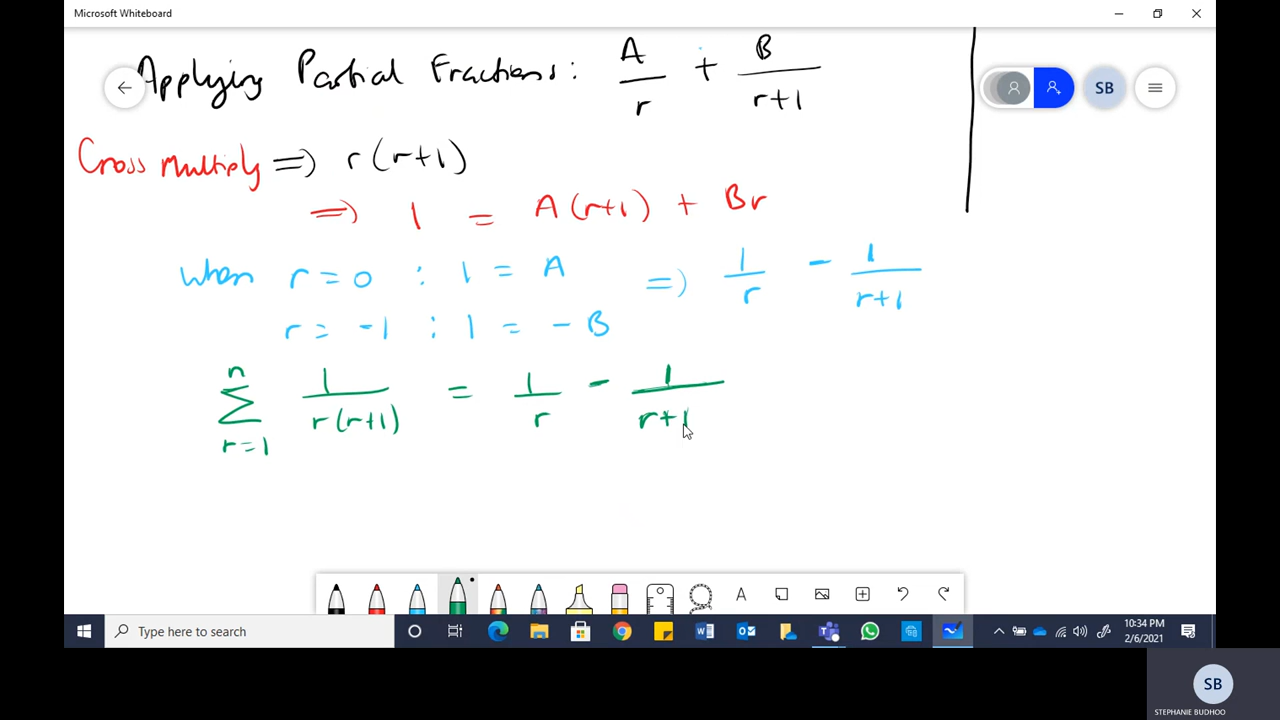 Microsoft Whiteboard
Applying Partial Fractions: A/r + B/(r+1)
SB
Cross Multiply ⇒ r(r+1)
⇒ 1 = A(r+1) + Br
When r = 0 : 1 = A ⇒ 1/r - 1/(r+1)
r = -1 : 1 = - B
n
∑ 1/(r(r+1)) = 1/r - 1/(r+1)
r=1
A
Type here to search
10:34 PM
2/6/2021
SB
STEPHANIE BUDHOO